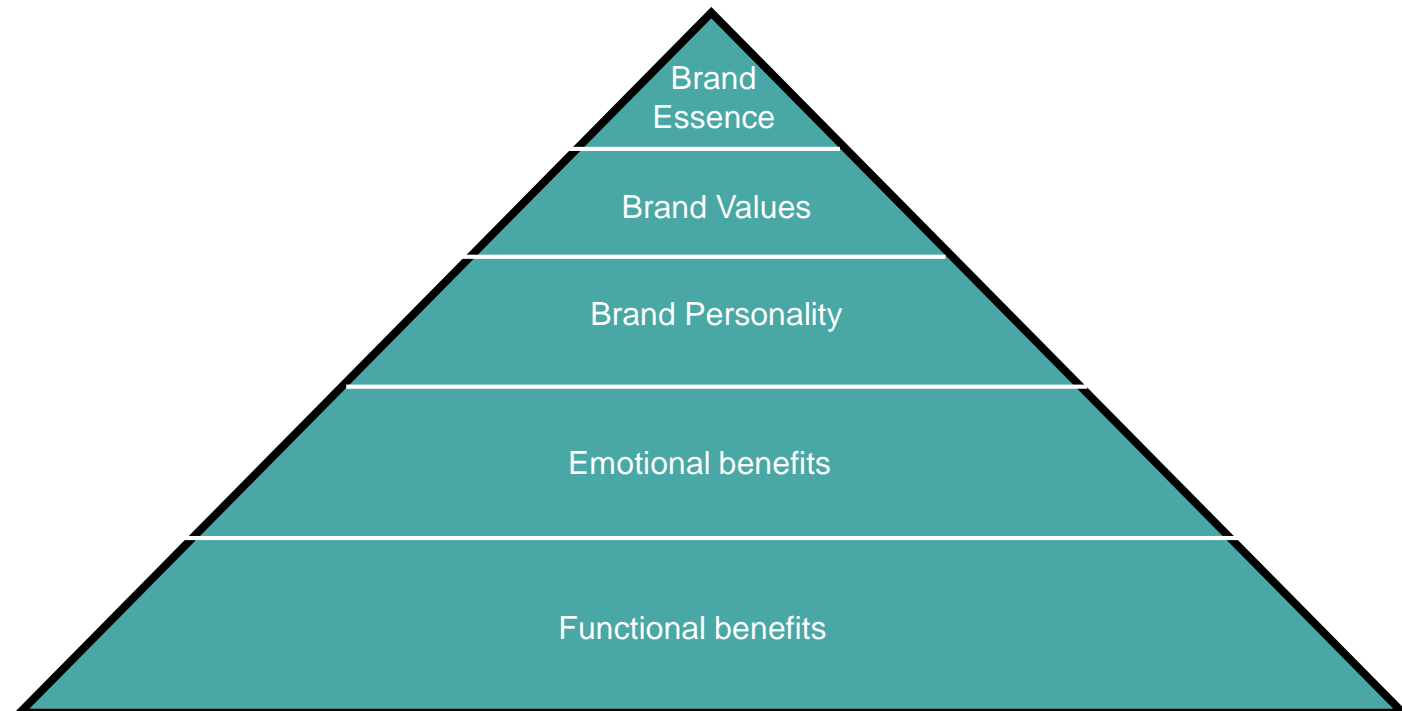 Brand
Essence
Brand Values
Brand Personality
Emotional benefits
Functional benefits